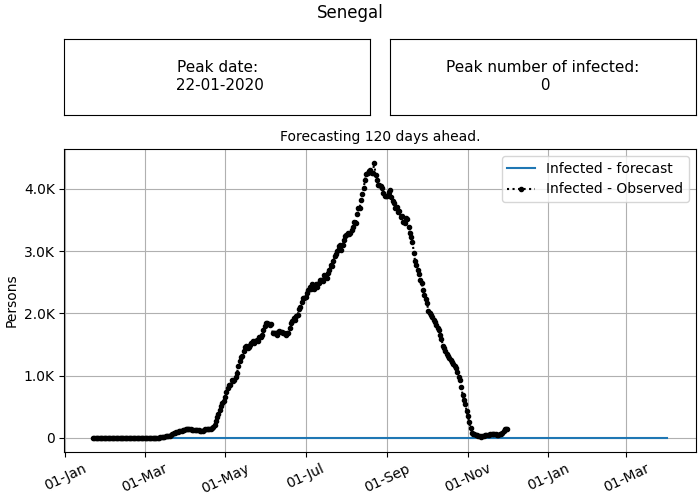 Senegal
Peak date:
22-01-2020
Peak number of infected:
0
Forecasting 120 days ahead.
Infected - forecast
Infected - Observed
Persons
4.0K
3.0K
2.0K
1.0K
0
01-Jan
01-Mar
01-May
01-Jul
01-Sep
01-Nov
01-Jan
01-Mar